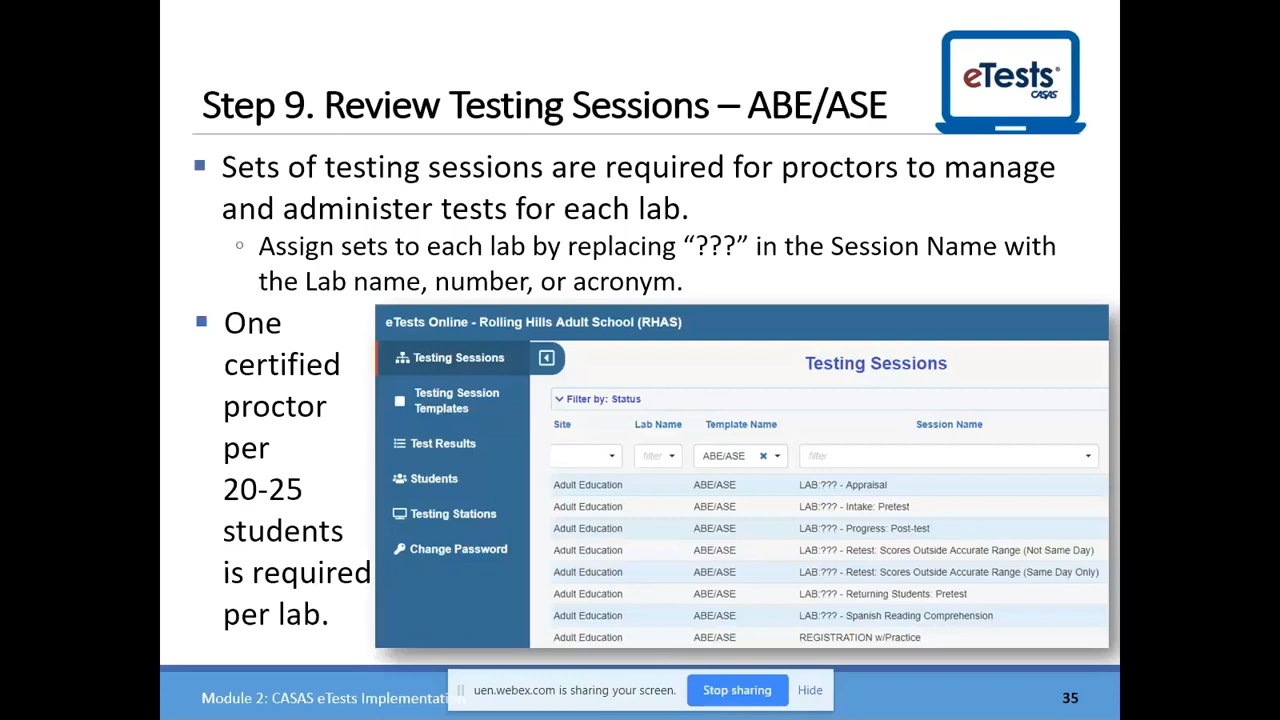 eTests®
CASAS
Step 9. Review Testing Sessions – ABE/ASE
Sets of testing sessions are required for proctors to manage
and administer tests for each lab.
Assign sets to each lab by replacing “???” in the Session Name with
the Lab name, number, or acronym.
One
certified
proctor
per
20-25
students
is required
per lab.
eTests Online - Rolling Hills Adult School (RHAS)
Testing Sessions
Testing Session
Templates
Test Results
Students
Testing Stations
Change Password
Testing Sessions
Filter by: Status
Site Lab Name Template Name Session Name
filter ABE/ASE filter
Adult Education ABE/ASE LAB:??? - Appraisal
Adult Education ABE/ASE LAB:??? - Intake: Pretest
Adult Education ABE/ASE LAB:??? - Progress: Post-test
Adult Education ABE/ASE LAB:??? - Retest: Scores Outside Accurate Range (Not Same Day)
Adult Education ABE/ASE LAB:??? - Retest: Scores Outside Accurate Range (Same Day Only)
Adult Education ABE/ASE LAB:??? - Returning Students: Pretest
Adult Education ABE/ASE LAB:??? - Spanish Reading Comprehension
Adult Education ABE/ASE REGISTRATION w/Practice
Module 2: CASAS eTests Implementati
uen.webex.com is sharing your screen. Stop sharing Hide
35